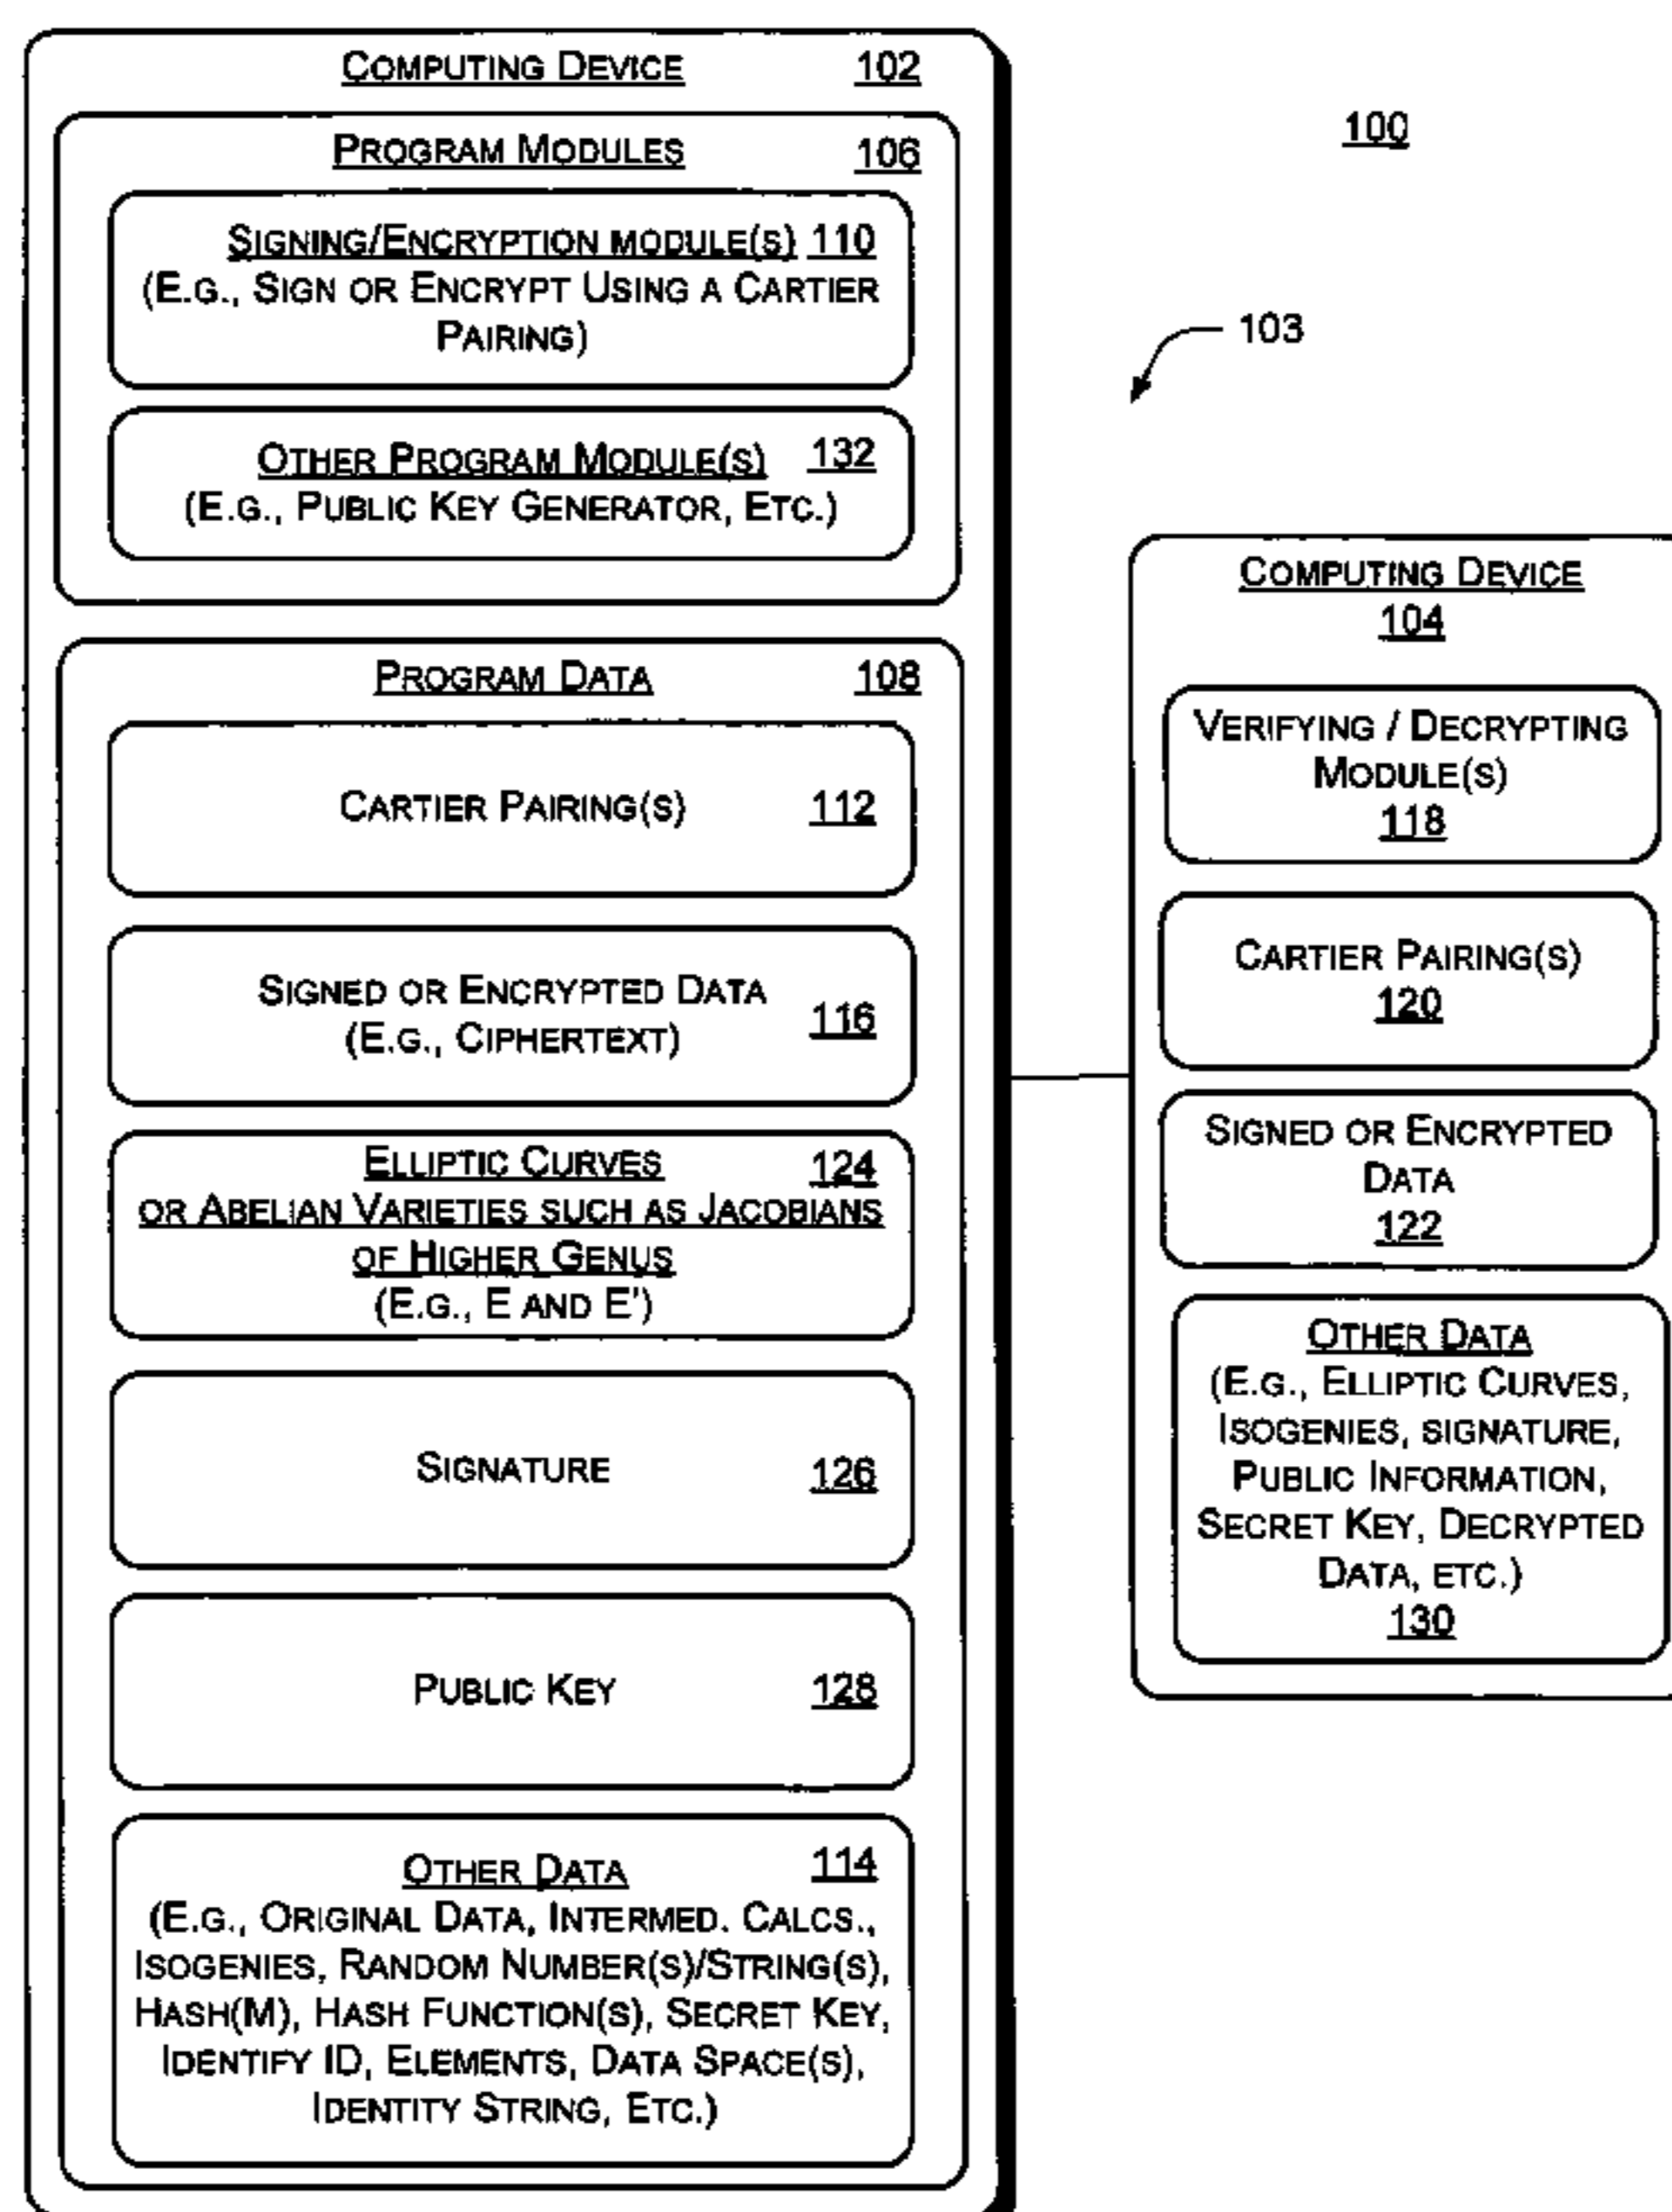 COMPUTING DEVICE 102
PROGRAM MODULES 106
SIGNING/ENCRYPTION MODULE(S) 110
(E.G., SIGN OR ENCRYPT USING A CARTIER
PAIRING)
OTHER PROGRAM MODULE(S) 132
(E.G., PUBLIC KEY GENERATOR, ETC.)
PROGRAM DATA 108
CARTIER PAIRING(S) 112
SIGNED OR ENCRYPTED DATA
(E.G., CIPHERTEXT) 116
ELLIPTIC CURVES 124
OR ABELIAN VARIETIES SUCH AS JACOBIANS
OF HIGHER GENUS
(E.G., E AND E')
SIGNATURE 126
PUBLIC KEY 128
OTHER DATA 114
(E.G., ORIGINAL DATA, INTERMED. CALCS.,
ISOGENIES, RANDOM NUMBER(S)/STRING(S),
HASH(M), HASH FUNCTION(S), SECRET KEY,
IDENTIFY ID, ELEMENTS, DATA SPACE(S),
IDENTITY STRING, ETC.)
100
103
COMPUTING DEVICE
104
VERIFYING / DECRYPTING
MODULE(S)
118
CARTIER PAIRING(S)
120
SIGNED OR ENCRYPTED
DATA
122
OTHER DATA
(E.G., ELLIPTIC CURVES,
ISOGENIES, SIGNATURE,
PUBLIC INFORMATION,
SECRET KEY, DECRYPTED
DATA, ETC.)
130